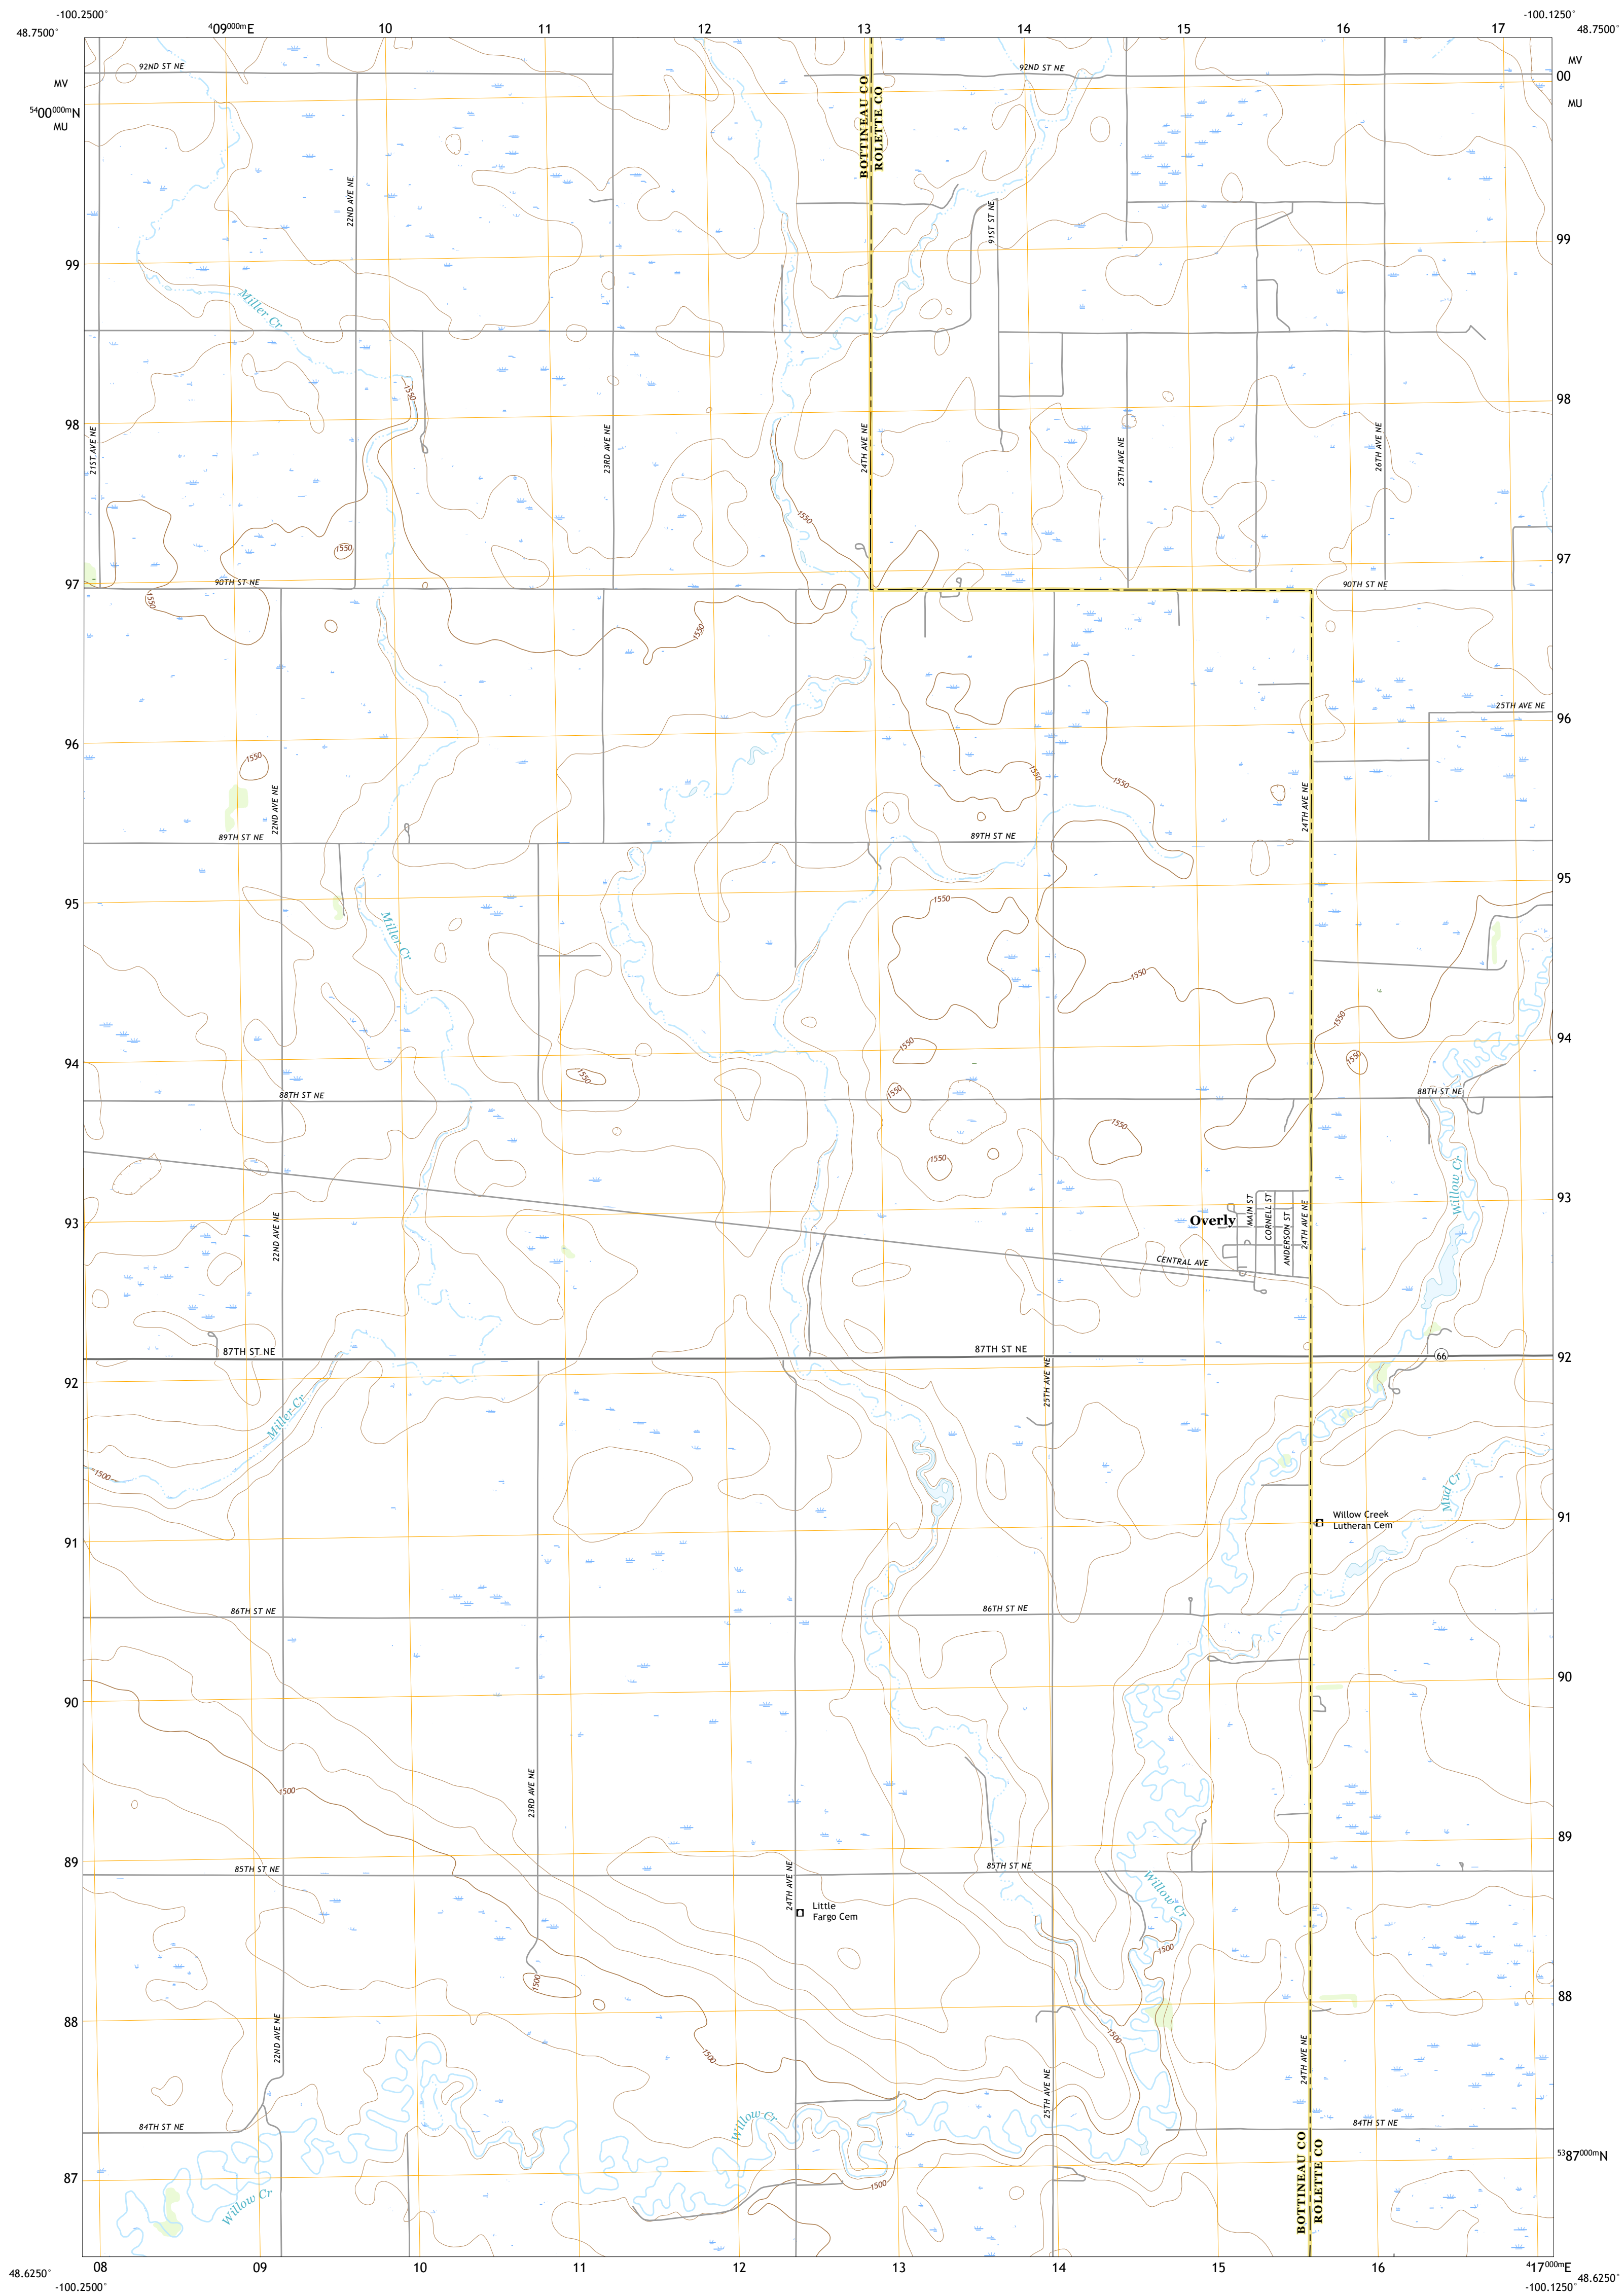 -100.2500°
-100.1250°
48.7500°
409000mE
10
11
12
13
14
15
16
17
48.7500°
92ND ST NE
92ND ST NE
MV
MV
00
BOTTINEAU CO
ROLETTE CO
5400000mN
MU
MU
22ND AVE NE
91ST ST NE
99
99
Miller Cr
1550
98
98
21ST AVE NE
23RD AVE NE
24TH AVE NE
25TH AVE NE
26TH AVE NE
1550
1550
97
97
90TH ST NE
90TH ST NE
1550
1550
25TH AVE NE
96
96
1550
1550
1550
22ND AVE NE
24TH AVE NE
89TH ST NE
89TH ST NE
95
95
1550
Miller Cr
1550
1550
94
94
1550
1550
1550
1550
88TH ST NE
88TH ST NE
1550
1550
Willow Cr
93
93
22ND AVE NE
Overly
MAIN ST
CORNELL ST
ANDERSON ST
24TH AVE NE
CENTRAL AVE
87TH ST NE
87TH ST NE
66
92
92
25TH AVE NE
Miller Cr
1500
Mud Cr
Willow Creek
Lutheran Cem
91
91
86TH ST NE
86TH ST NE
90
90
1500
23RD AVE NE
89
89
85TH ST NE
85TH ST NE
24TH AVE NE
Little
Fargo Cem
Willow Cr
1500
1500
88
88
22ND AVE NE
1500
1500
24TH AVE NE
25TH AVE NE
84TH ST NE
84TH ST NE
Willow Cr
BOTTINEAU CO
ROLETTE CO
5387000mN
87
1500
Willow Cr
48.6250°
08
09
10
11
12
13
14
15
16
417000mE
48.6250°
-100.2500°
-100.1250°